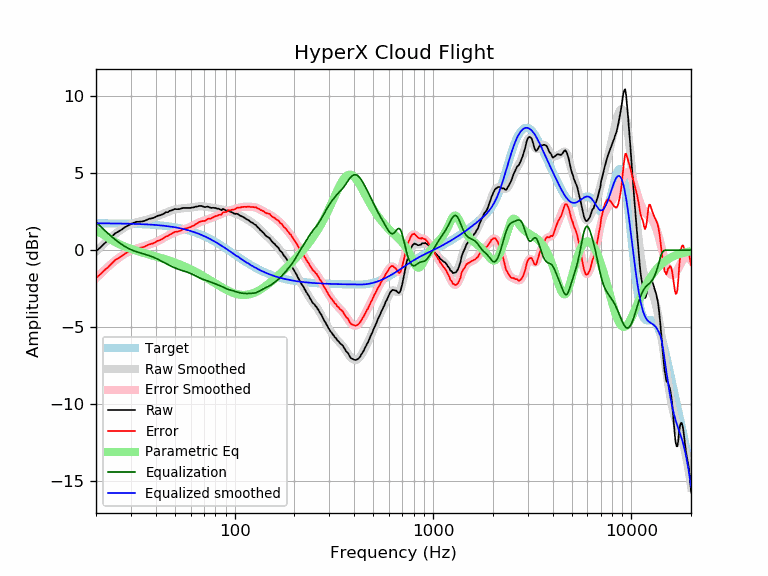 HyperX Cloud Flight
Amplitude (dBr)
10
5
0
−5
−10
−15
Target
Raw Smoothed
Error Smoothed
Raw
Error
Parametric Eq
Equalization
Equalized smoothed
100
1000
10000
Frequency (Hz)